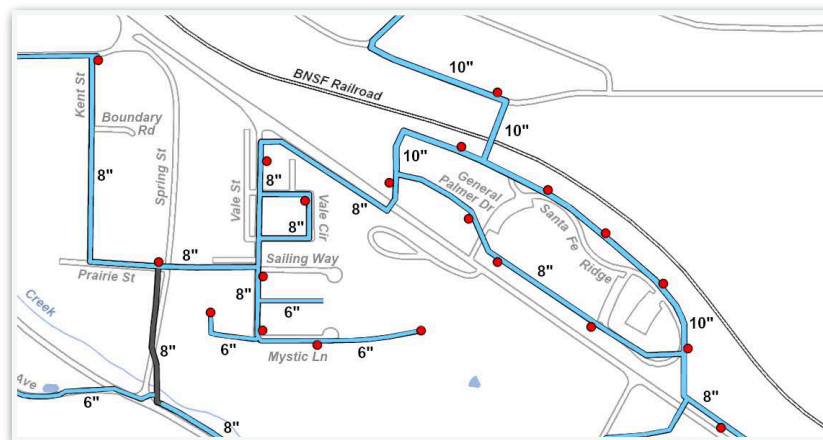 10"
BNSF Railroad
Kent St
Boundary
Rd
10"
10"
8"
Spring St
8"
General
Palmer Dr
Vale St
8"
Vale Cir
8"
Santa Fe
Ridge
8"
Sailing Way
Prairie St
8"
8"
Creek
6"
10"
8"
6"
Mystic Ln
6"
Ave
6"
8"
8"